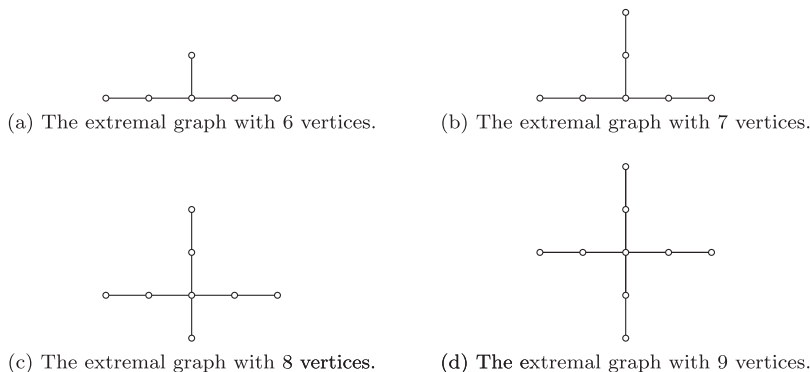 (a) The extremal graph with 6 vertices.
(b) The extremal graph with 7 vertices.
(c) The extremal graph with 8 vertices.
(d) The extremal graph with 9 vertices.